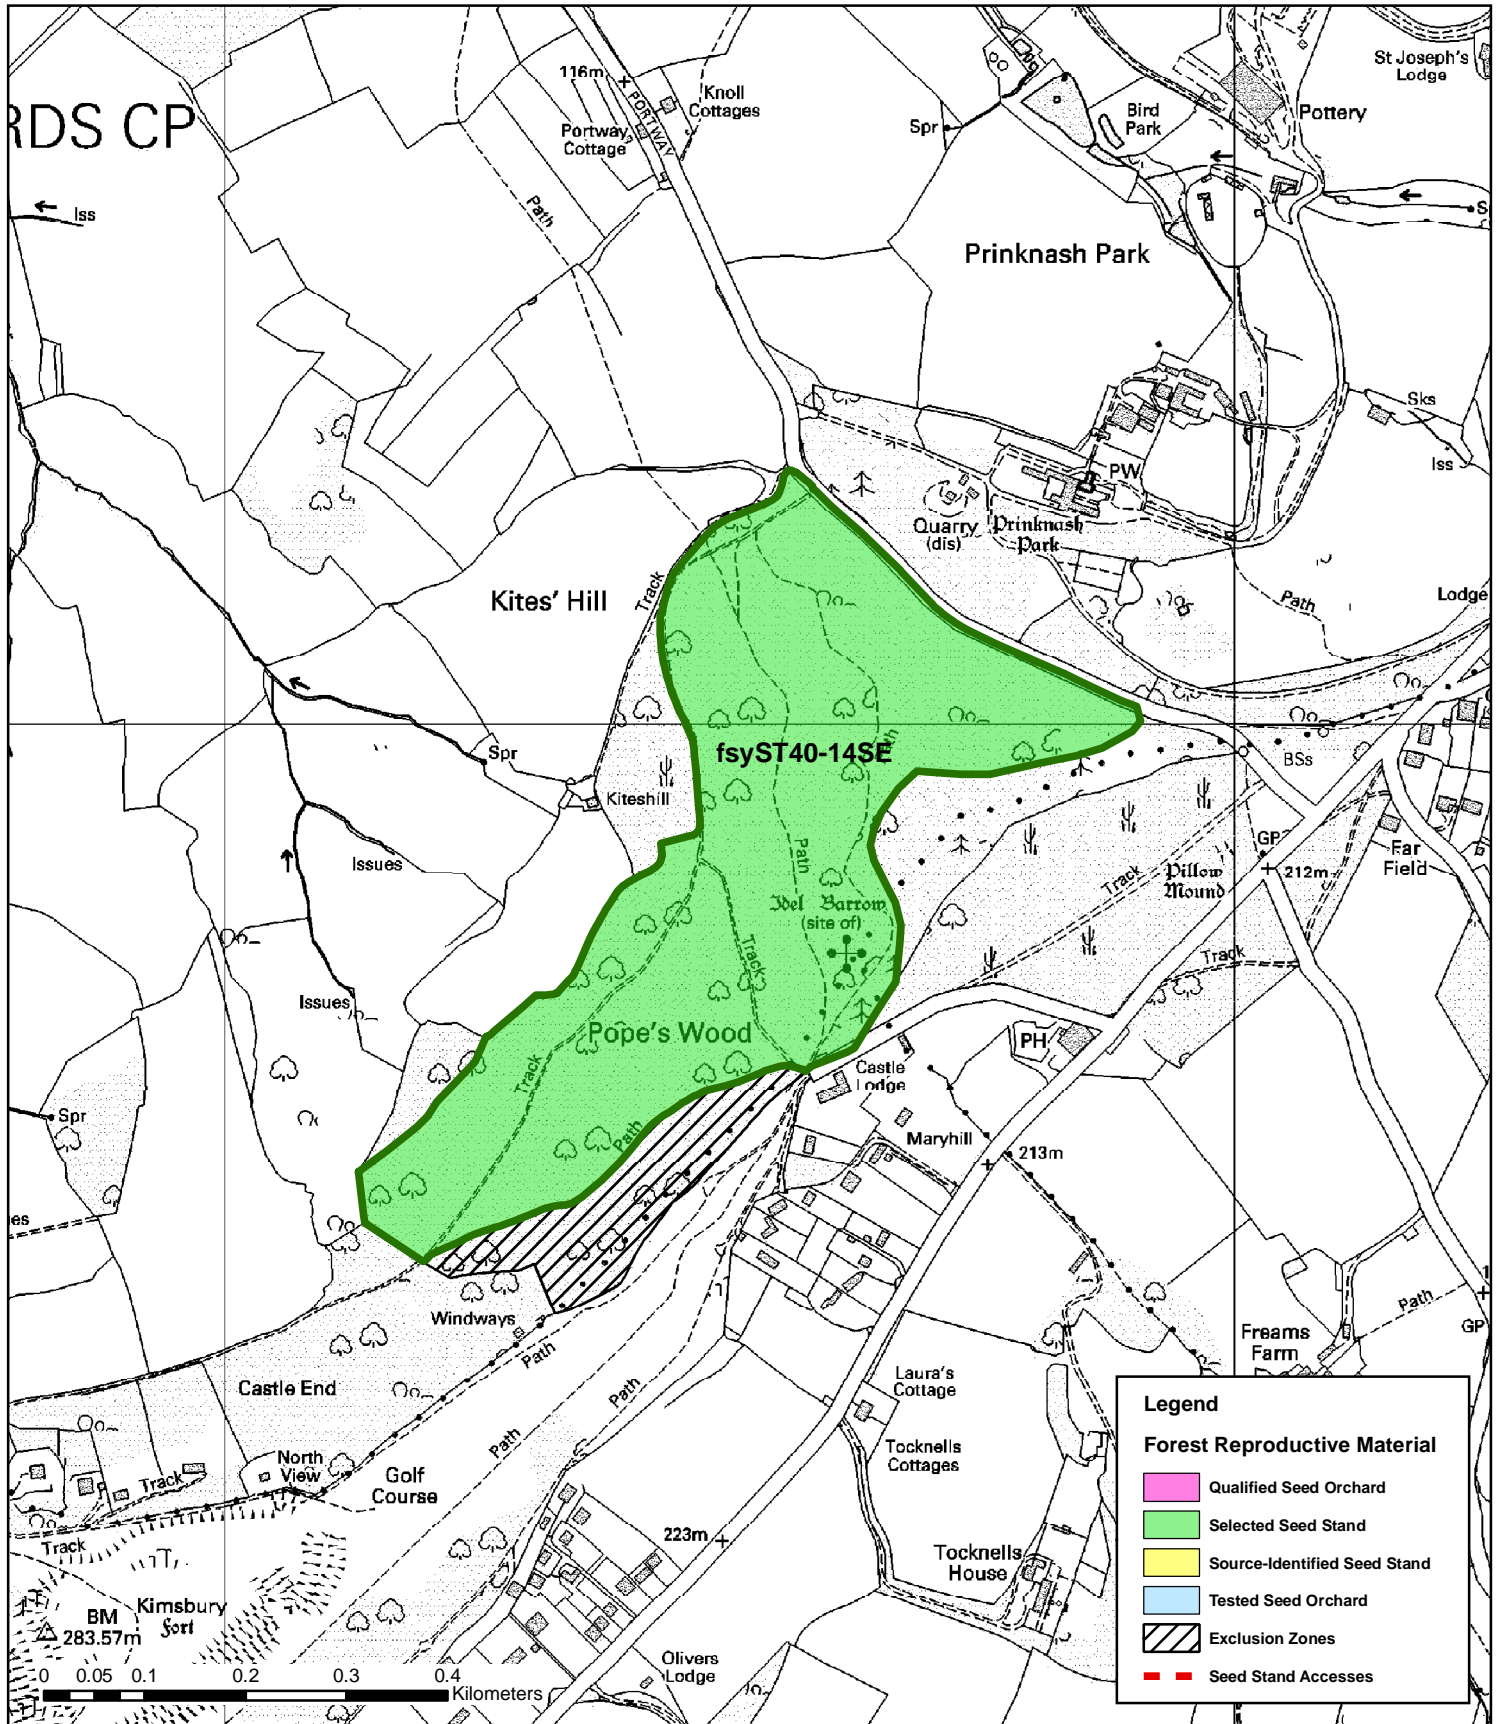 116m
PORTWAY
Knoll
Cottages
Portway
Cottage
RDS CP
Iss
Path
Spr
Bird
Park
Pottery
St Joseph's
Lodge
S
Prinknash Park
Sks
Iss
PW
Quarry
(dis)
Prinknash
Park
Path
Lodge
Kites' Hill
Track
fsyST40-14SE
Path
Spr
Kiteshill
Issues
Path
BSs
GP
212m
Far
Field
Pillow
Mound
Track
Idel Barrow
(site of)
Track
Track
Issues
Pope's Wood
Track
Path
PH
Castle
Lodge
Maryhill
213m
Spr
es
Windways
Path
Castle End
Path
Path
North
View
Track
Golf
Course
Track
Laura's
Cottage
Tocknells
Cottages
Freams
Farm
Path
1
GP
223m
Tocknells
House
BM
283.57m
Kimsbury
Fort
Olivers
Lodge
0 0.05 0.1 0.2 0.3 0.4
Kilometers
Legend
Forest Reproductive Material
Qualified Seed Orchard
Selected Seed Stand
Source-Identified Seed Stand
Tested Seed Orchard
Exclusion Zones
Seed Stand Accesses